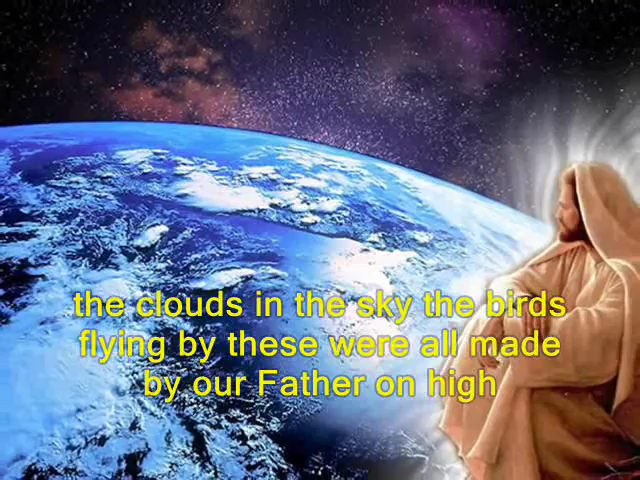 the clouds in the sky the birds
flying by these were all made
by our Father on high